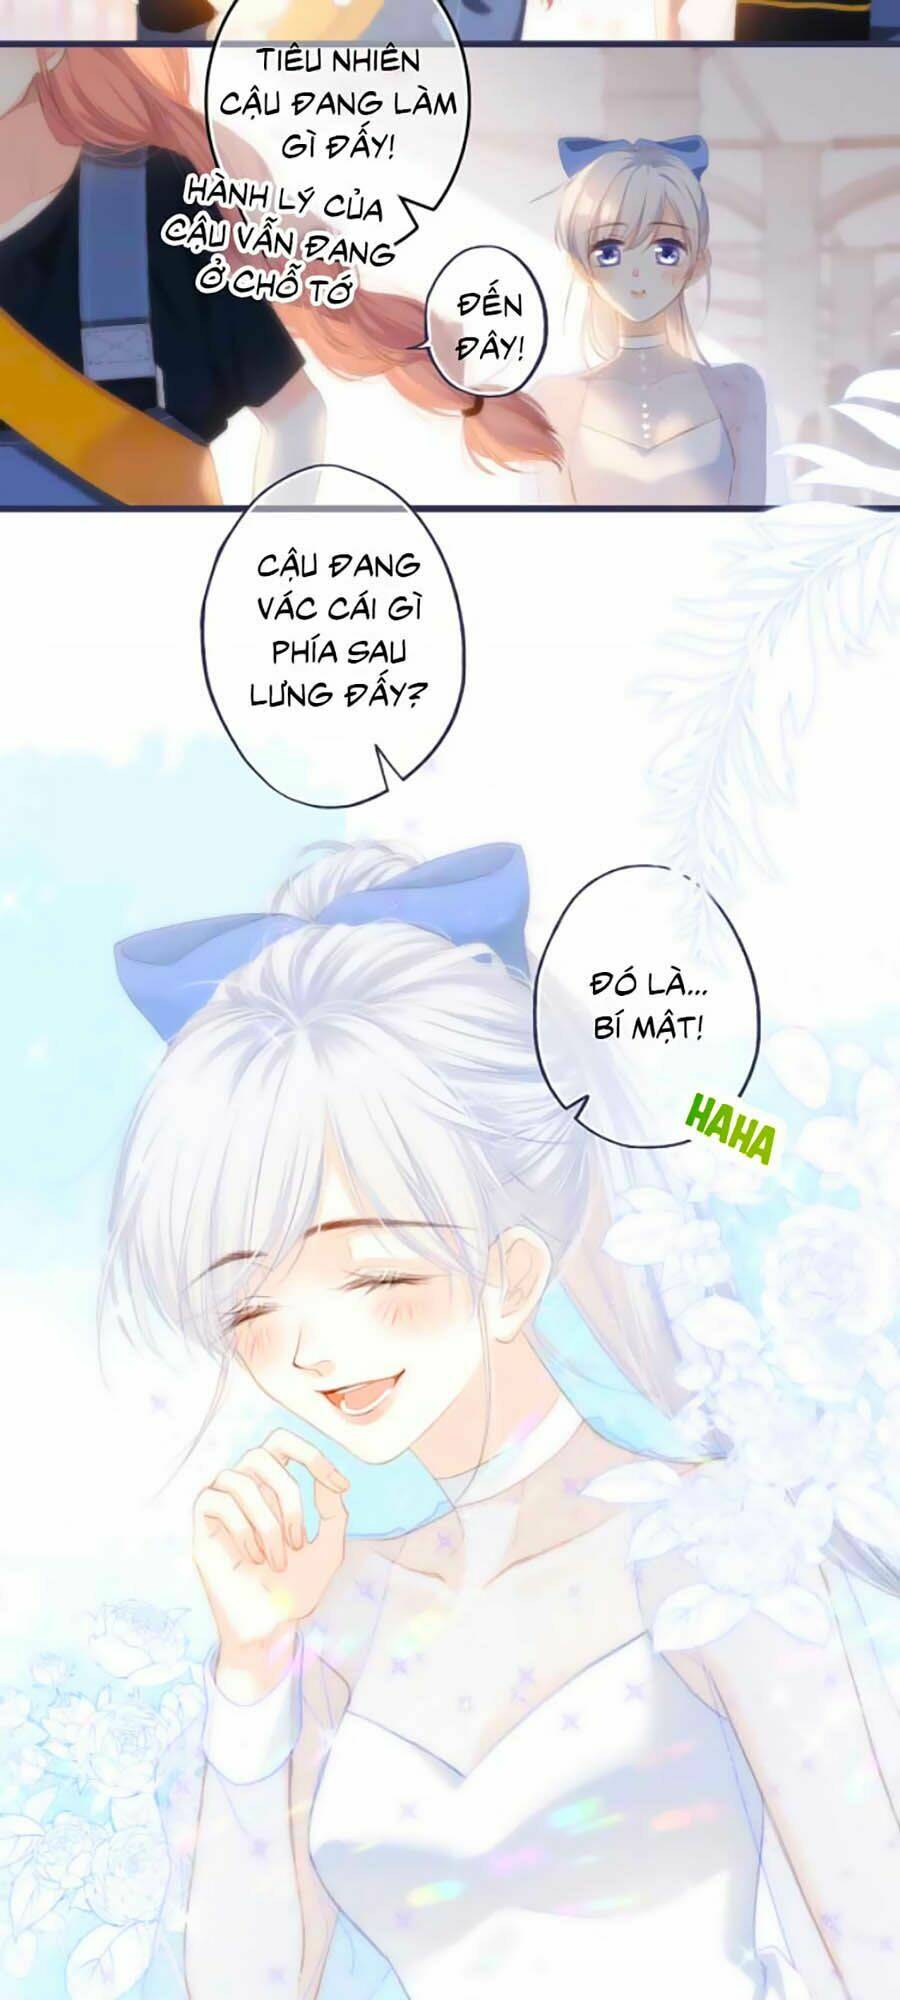 TIÊU NHIÊN
CẬU ĐANG LÀM
GÌ ĐẤY!
HÀNH LÝ CỦA
CẬU VẪN ĐANG
Ở CHỖ TỚ
ĐẾN
ĐÂY!
CẬU ĐANG
VÁC CÁI GÌ
PHÍA SAU
LƯNG ĐẤY?
ĐÓ LÀ...
BÍ MẬT!
HAHA